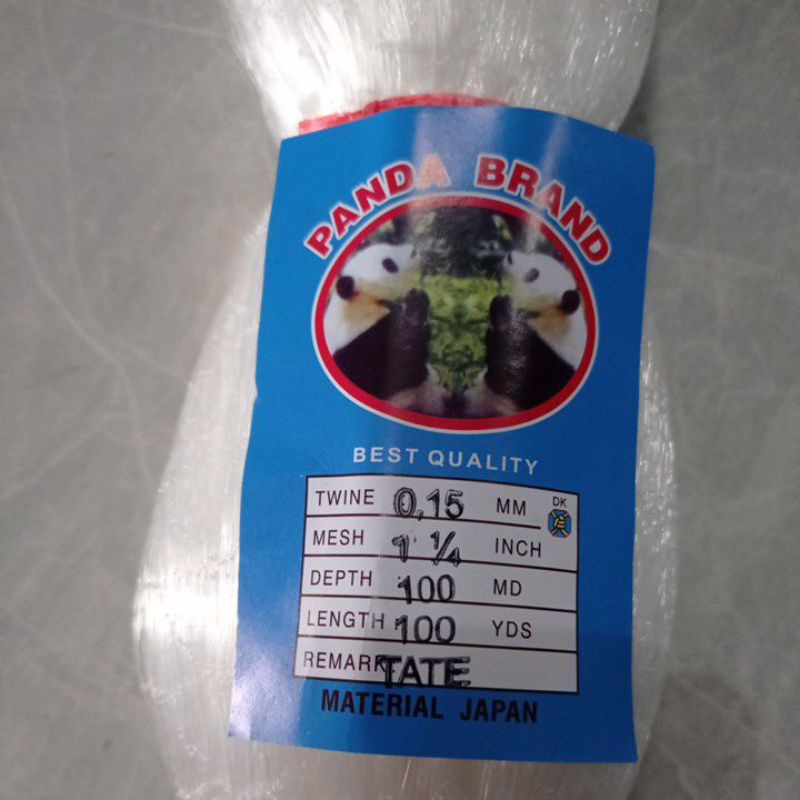 PANDA BRAND
BEST QUALITY
TWINE 0,15 MM DK
MESH 1 ¼ INCH
DEPTH 100 MD
LENGTH 100 YDS
REMARK: TATE
MATERIAL JAPAN